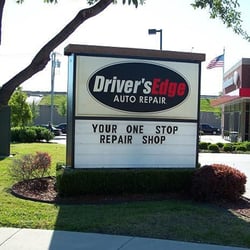 Driver'sEdge
AUTO REPAIR
YOUR ONE STOP
REPAIR SHOP